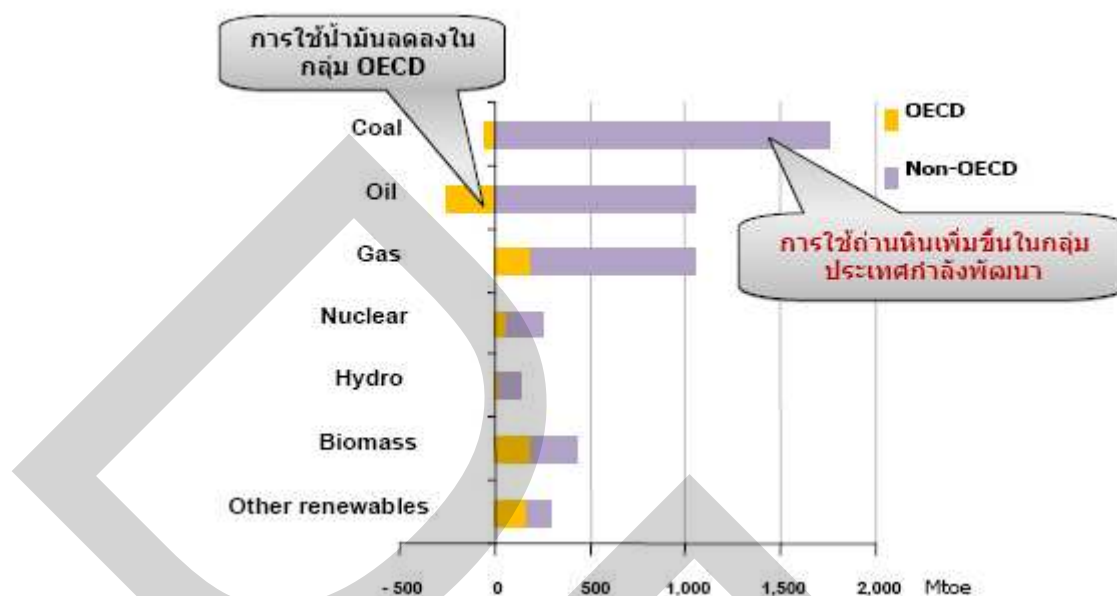 การใช้น้ำมันลดลงใน
กลุ่ม OECD
OECD
Non-OECD
Coal
Oil
Gas
Nuclear
Hydro
Biomass
Other renewables
การใช้ถ่านหินเพิ่มขึ้นในกลุ่ม
ประเทศกำลังพัฒนา
- 500 0 500 1,000 1,500 2,000 Mtoe